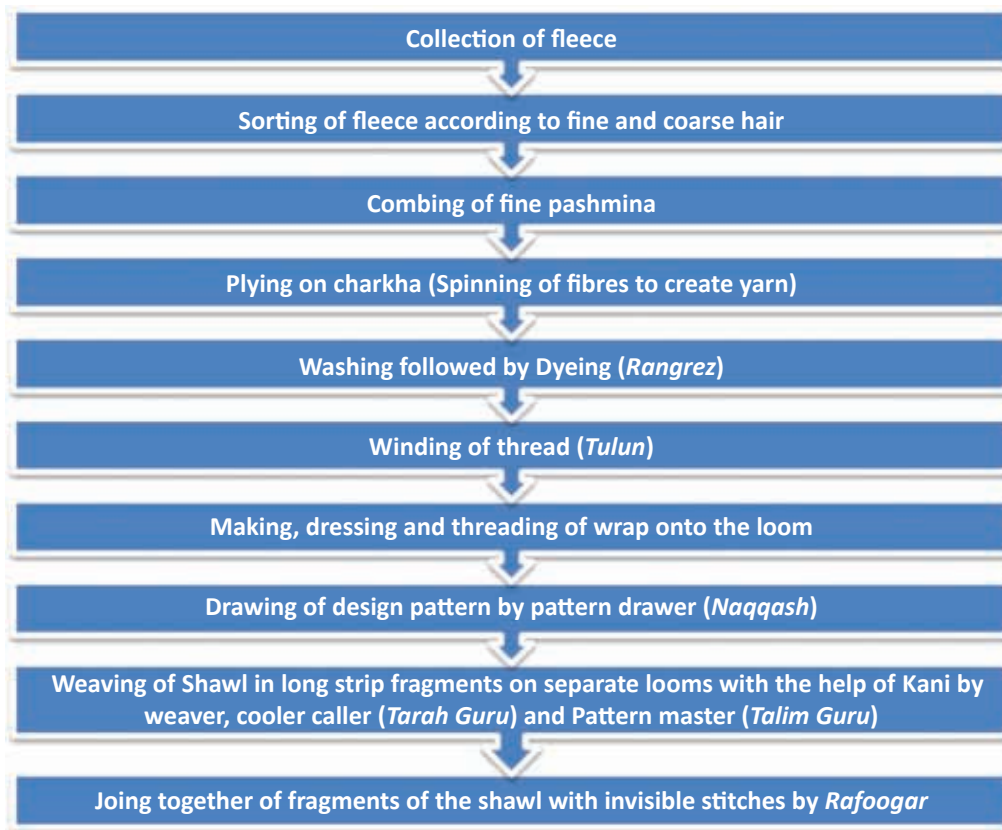 Collection of fleece
Sorting of fleece according to fine and coarse hair
Combing of fine pashmina
Plying on charkha (Spinning of fibres to create yarn)
Washing followed by Dyeing (Rangrez)
Winding of thread (Tulun)
Making, dressing and threading of wrap onto the loom
Drawing of design pattern by pattern drawer (Naqqash)
Weaving of Shawl in long strip fragments on separate looms with the help of Kani by
weaver, cooler caller (Tarah Guru) and Pattern master (Talim Guru)
Joing together of fragments of the shawl with invisible stitches by Rafoogar